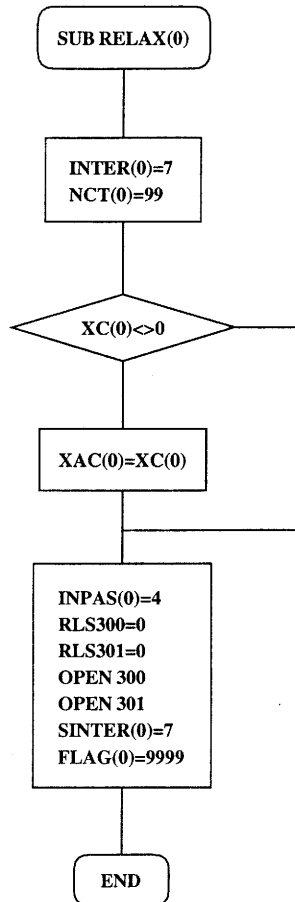 SUB RELAX(0)
INTER(0)=7
NCT(0)=99
XC(0)<>0
XAC(0)=XC(0)
INPAS(0)=4
RLS300=0
RLS301=0
OPEN 300
OPEN 301
SINTER(0)=7
FLAG(0)=9999
END